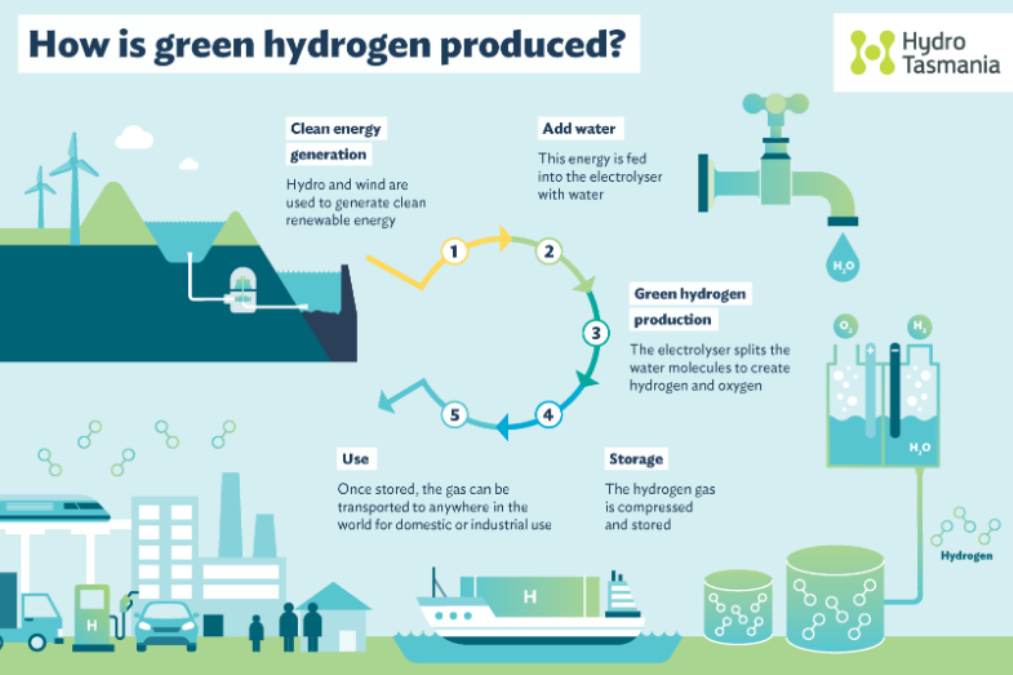 How is green hydrogen produced?
Hydro
Tasmania
Clean energy
generation
Hydro and wind are
used to generate clean
renewable energy
Add water
This energy is fed
into the electrolyser
with water
H₂O
1
2
3
4
5
Green hydrogen
production
The electrolyser splits the
water molecules to create
hydrogen and oxygen
O₂
H₂
+
−
H₂O
Use
Once stored, the gas can be
transported to anywhere in the
world for domestic or industrial use
Storage
The hydrogen gas
is compressed
and stored
Hydrogen
H
H